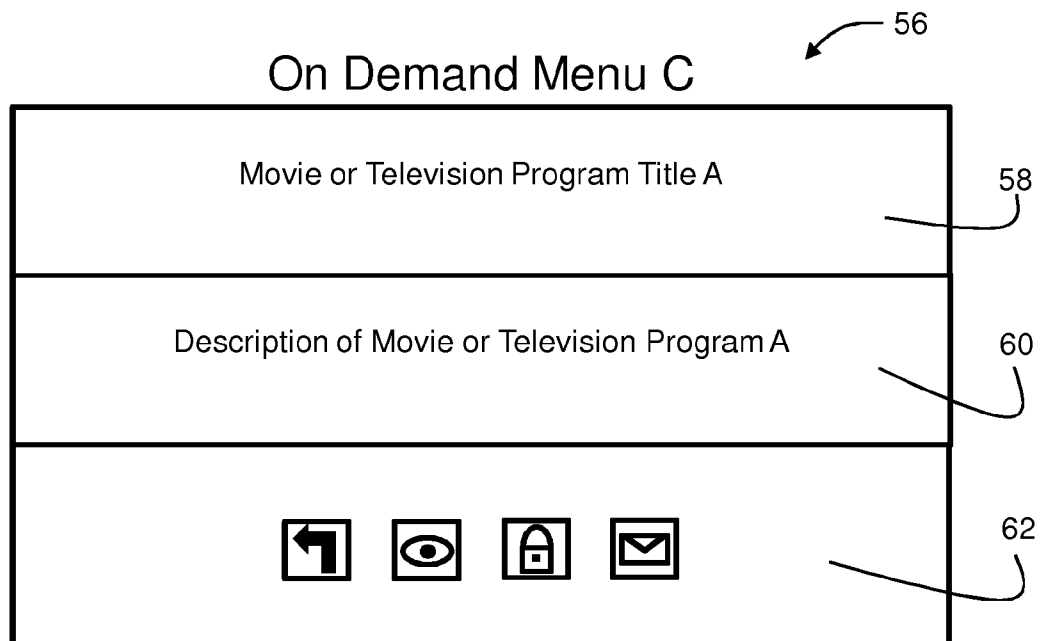 56
On Demand Menu C
Movie or Television Program Title A
58
Description of Movie or Television Program A
60
62